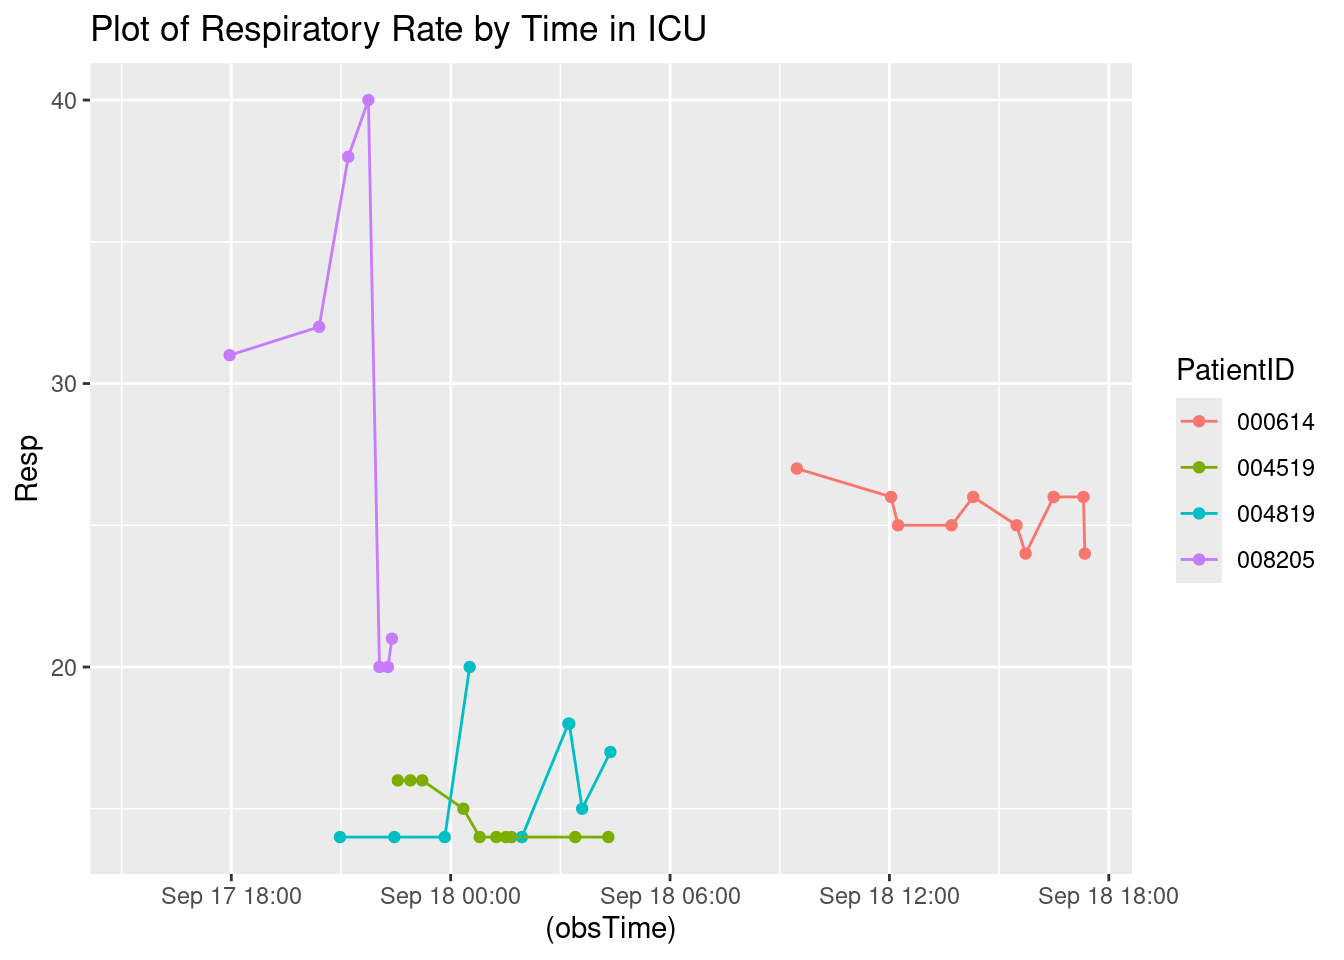 Plot of Respiratory Rate by Time in ICU
40
30
20
Resp
Sep 17 18:00
Sep 18 00:00
Sep 18 06:00
Sep 18 12:00
Sep 18 18:00
(obsTime)
PatientID
000614
004519
004819
008205